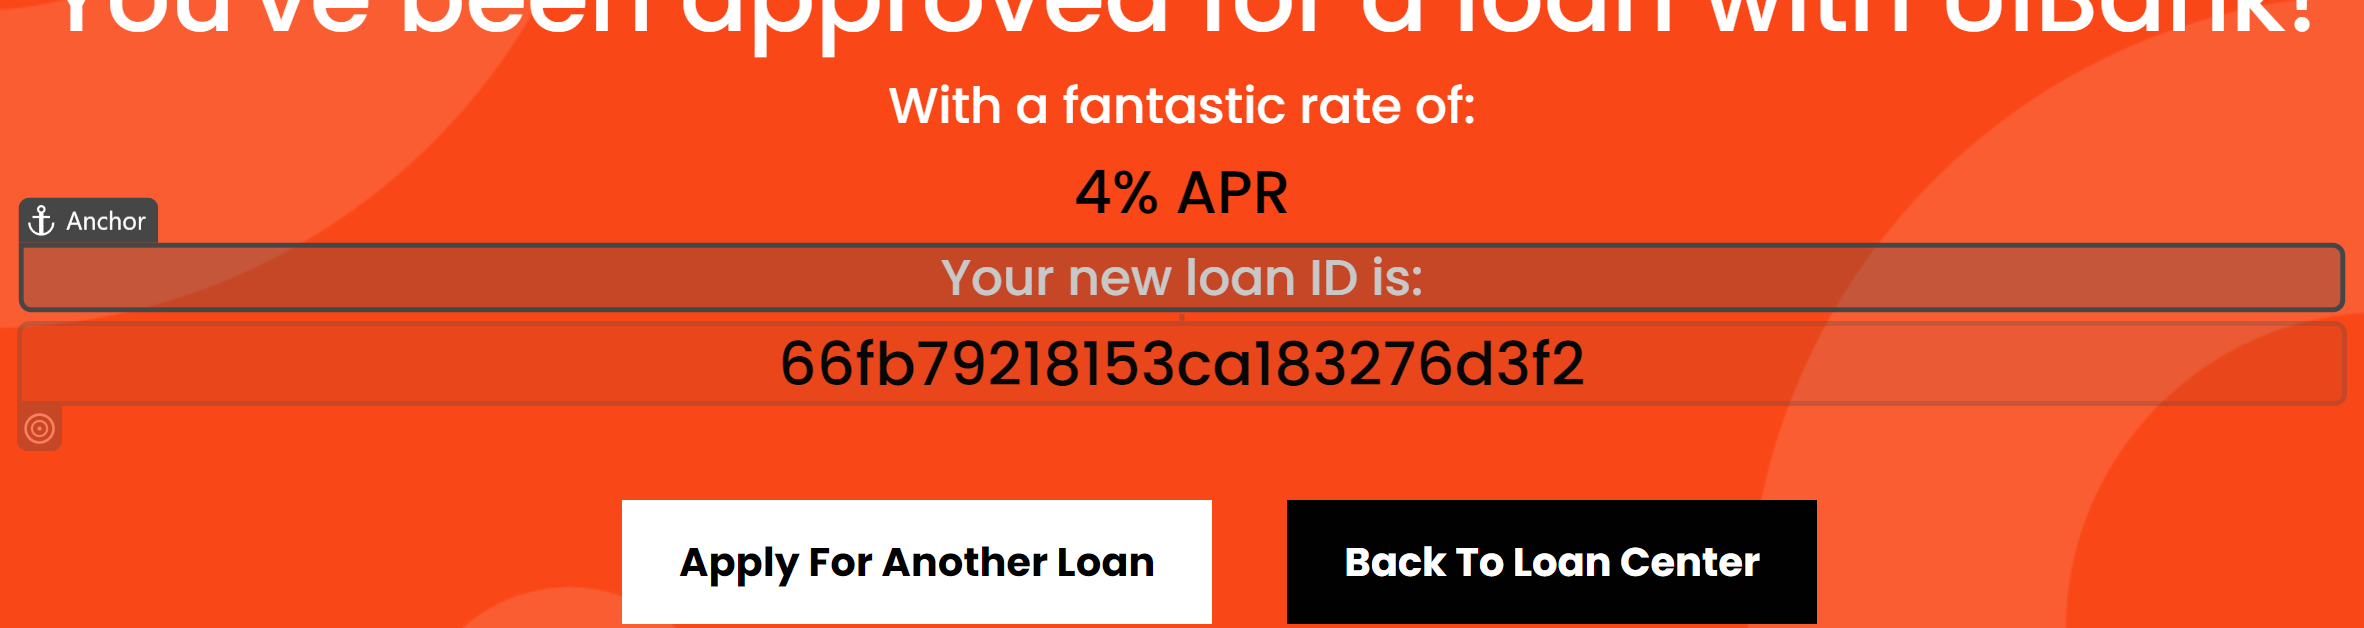 You've been approved for a loan with UiBank!
With a fantastic rate of:
4% APR
Anchor
Your new loan ID is:
66fb79218153ca183276d3f2
Apply For Another Loan
Back To Loan Center